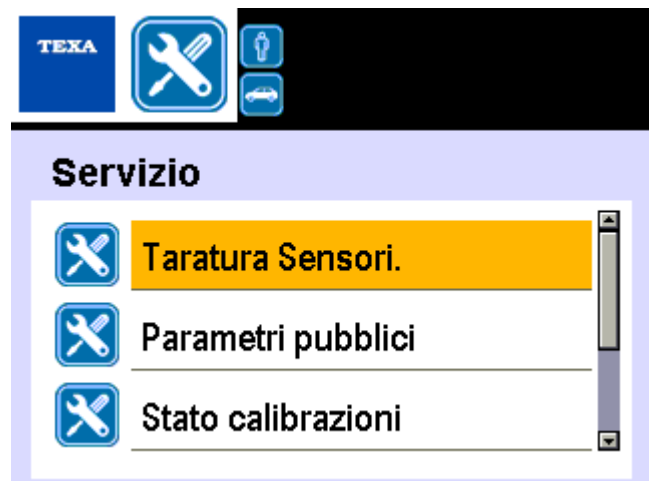 TEXA
Servizio
Taratura Sensori.
Parametri pubblici
Stato calibrazioni